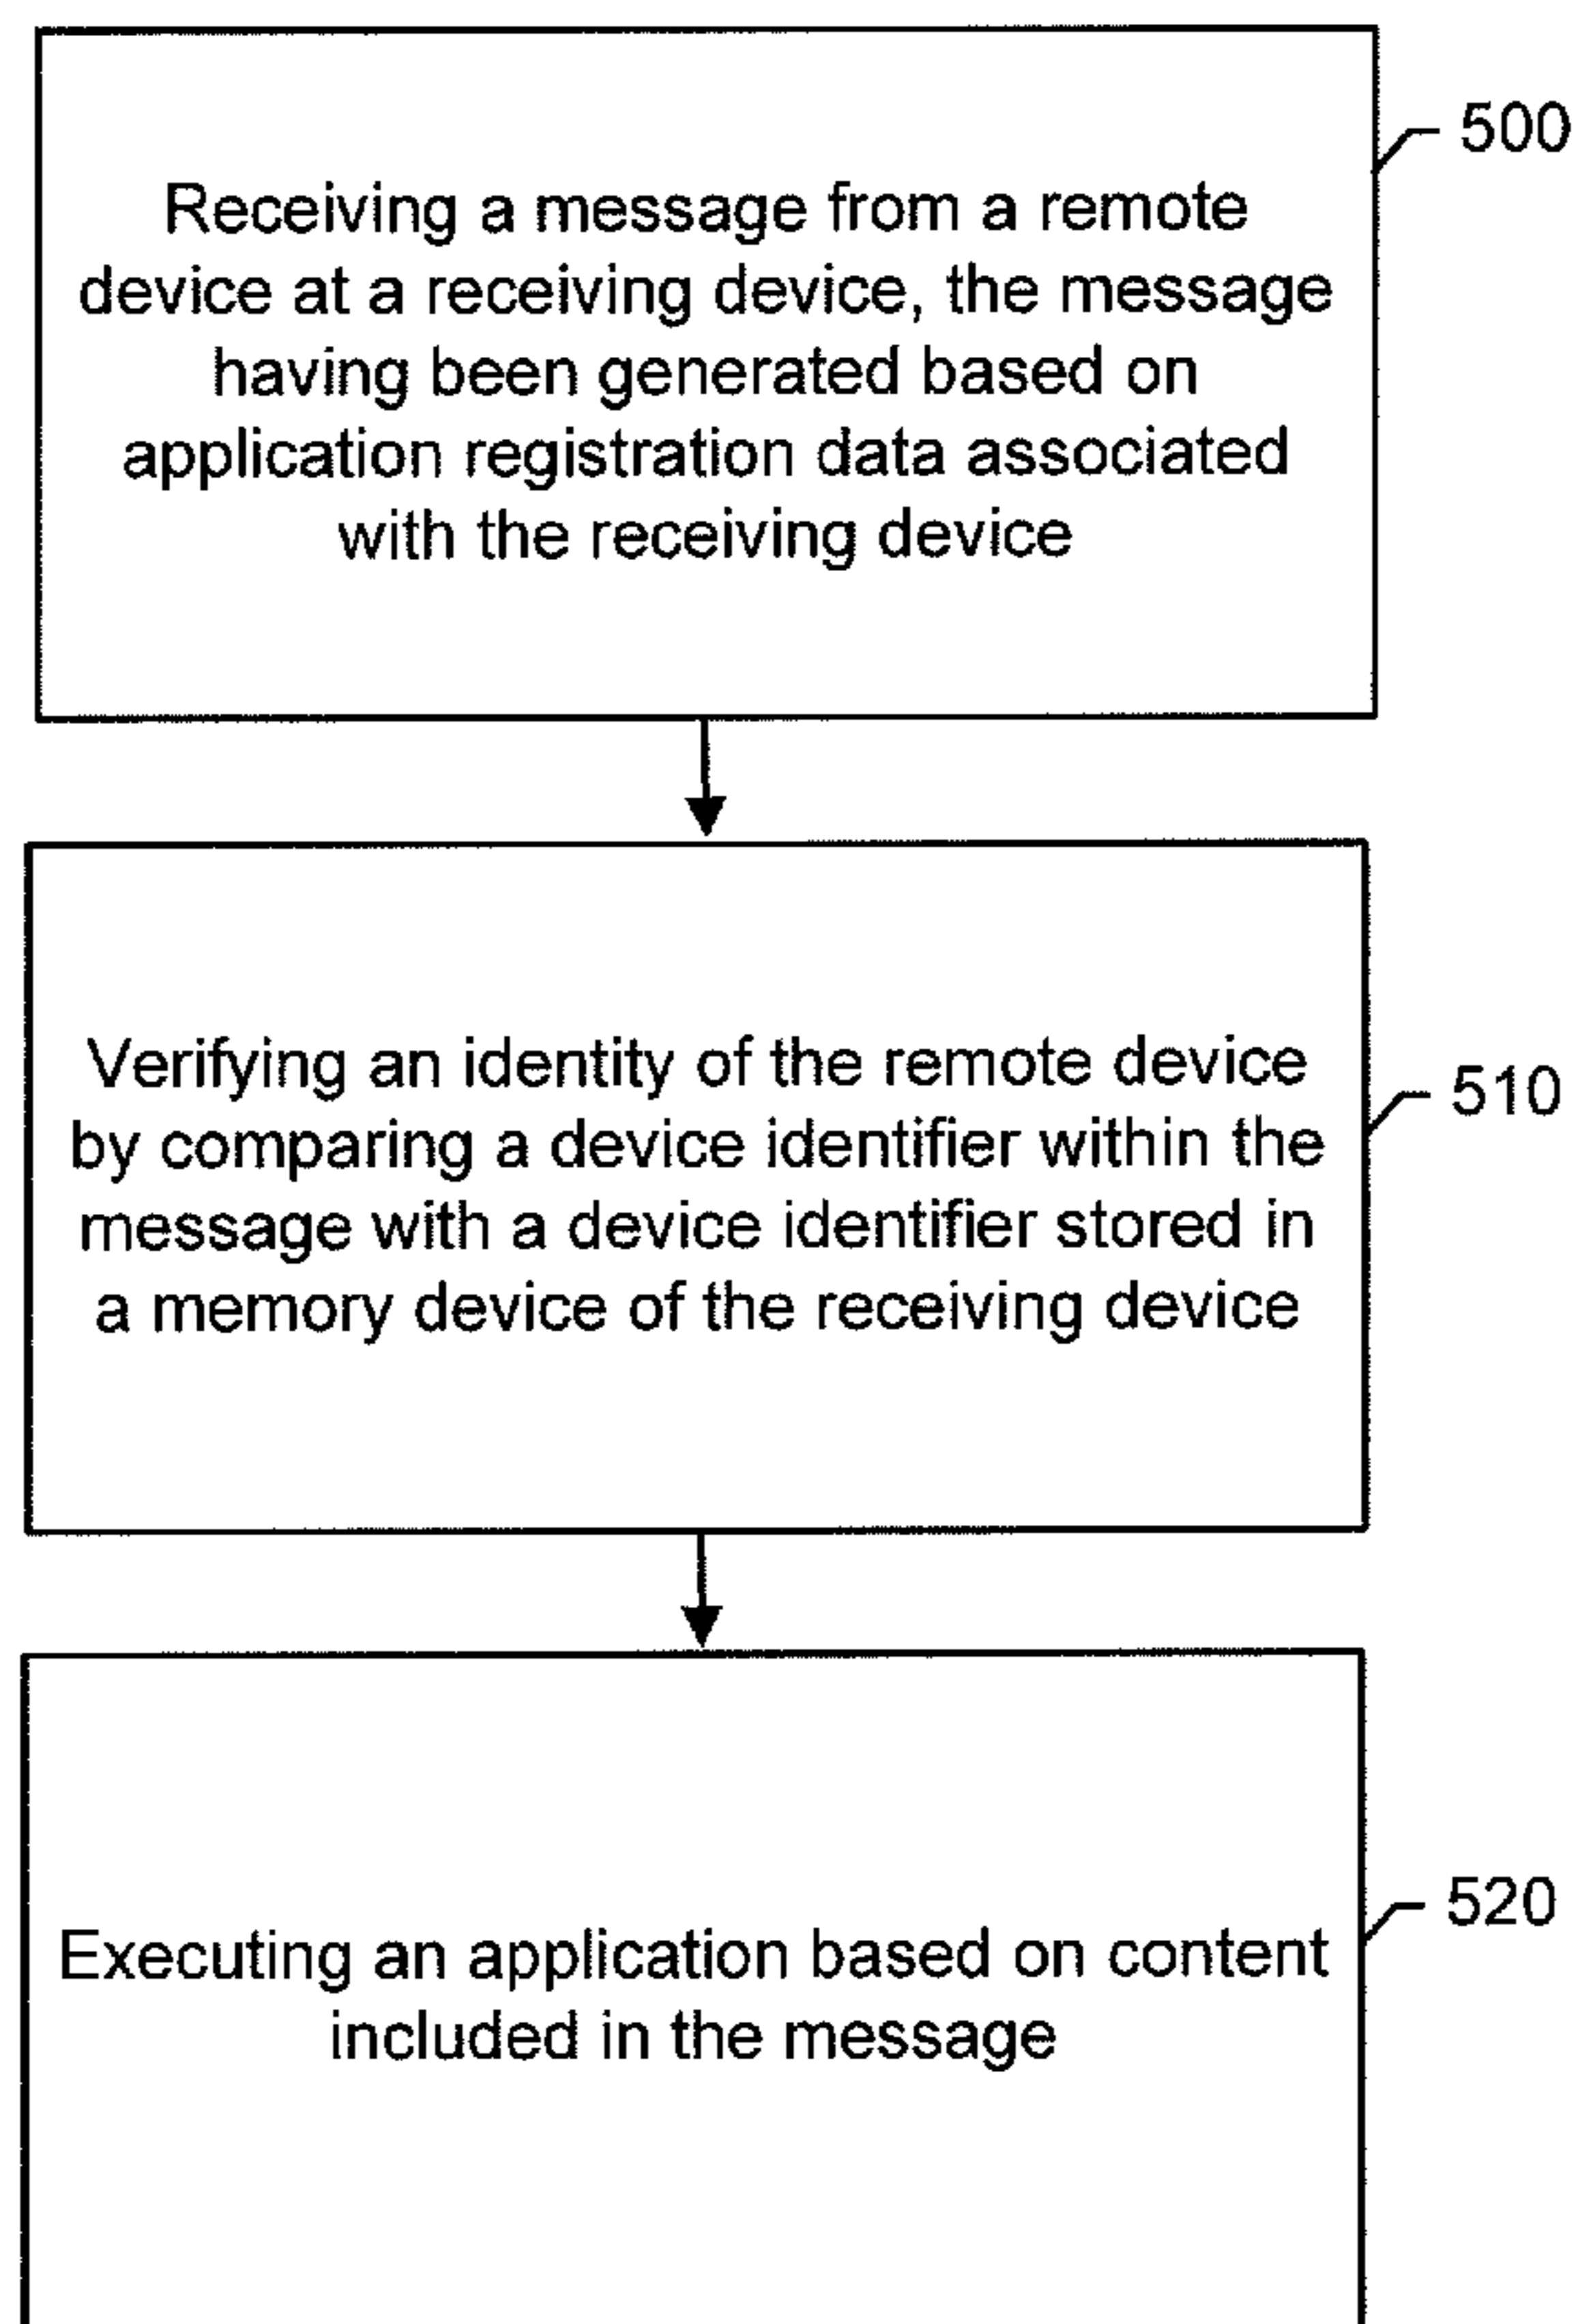 500
Receiving a message from a remote
device at a receiving device, the message
having been generated based on
application registration data associated
with the receiving device
510
Verifying an identity of the remote device
by comparing a device identifier within the
message with a device identifier stored in
a memory device of the receiving device
520
Executing an application based on content
included in the message